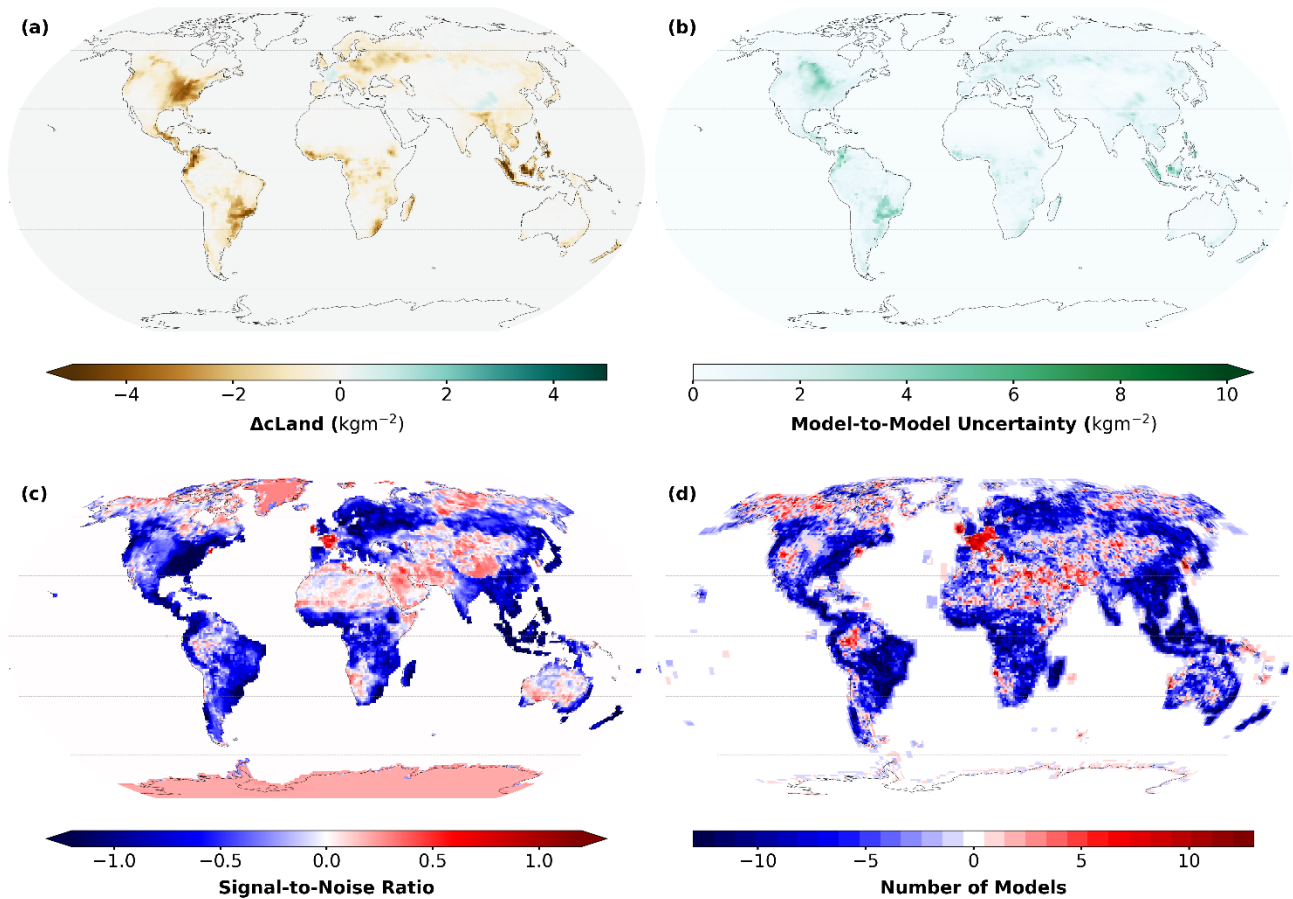 (a)
(b)
−4 −2 0 2 4
ΔcLand (kgm⁻²)
0 2 4 6 8 10
Model-to-Model Uncertainty (kgm⁻²)
(c)
(d)
−1.0 −0.5 0.0 0.5 1.0
Signal-to-Noise Ratio
−10 −5 0 5 10
Number of Models